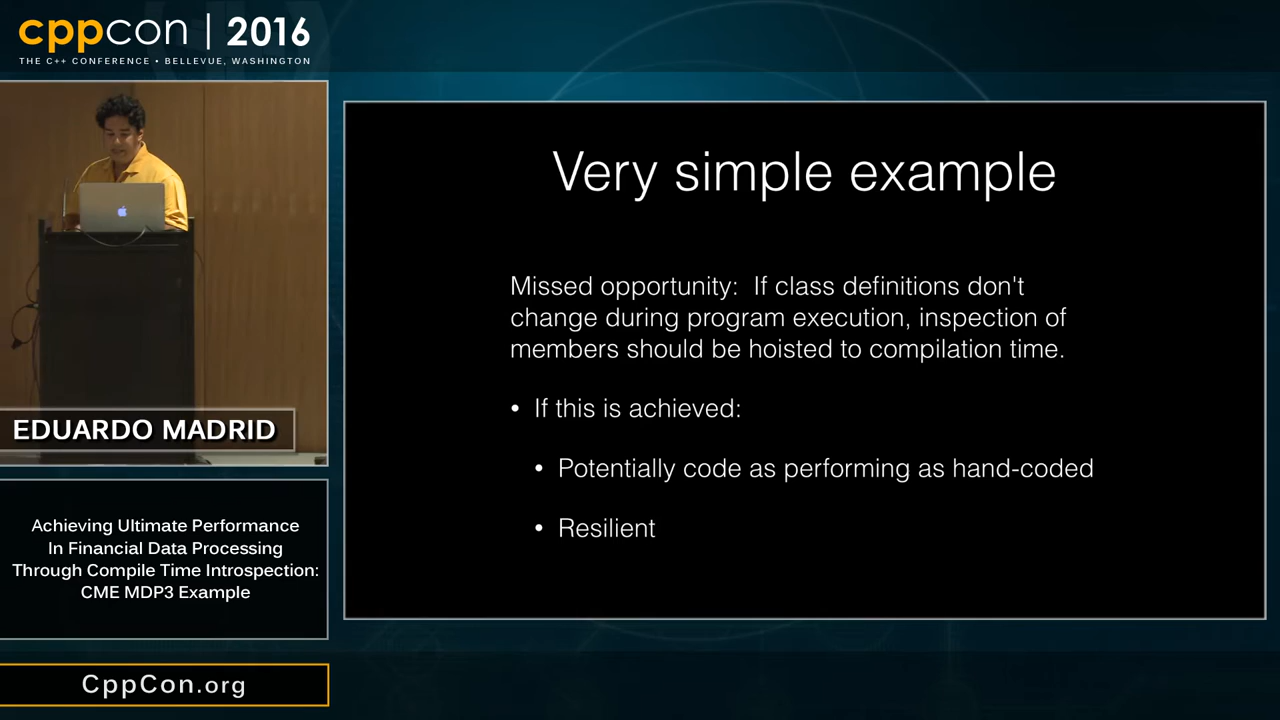 cppcon | 2016
THE C++ CONFERENCE • BELLEVUE, WASHINGTON
EDUARDO MADRID
Achieving Ultimate Performance
In Financial Data Processing
Through Compile Time Introspection:
CME MDP3 Example
CppCon.org
Very simple example
Missed opportunity:  If class definitions don't
change during program execution, inspection of
members should be hoisted to compilation time.
• If this is achieved:
• Potentially code as performing as hand-coded
• Resilient